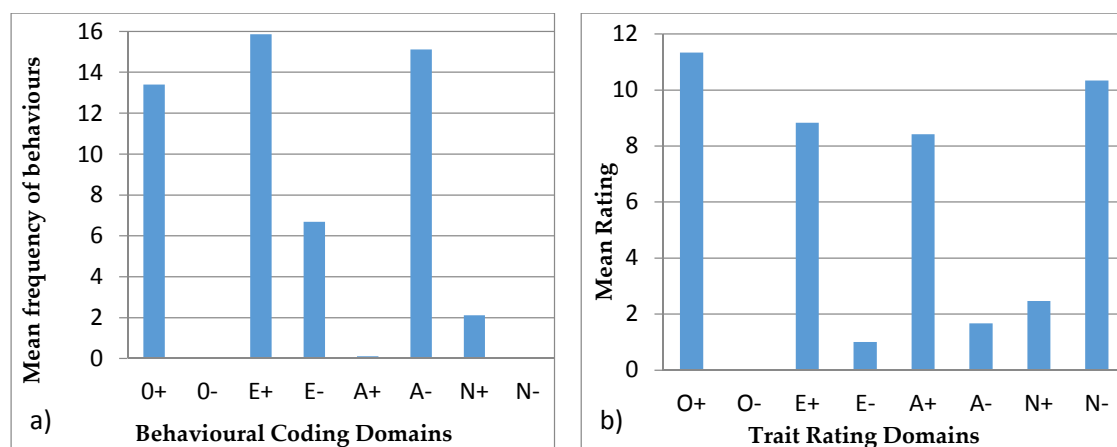 Mean frequency of behaviours
16
14
12
10
8
6
4
2
0
0+ 0- E+ E- A+ A- N+ N-
a)
Behavioural Coding Domains
Mean Rating
12
10
8
6
4
2
0
O+ O- E+ E- A+ A- N+ N-
b)
Trait Rating Domains